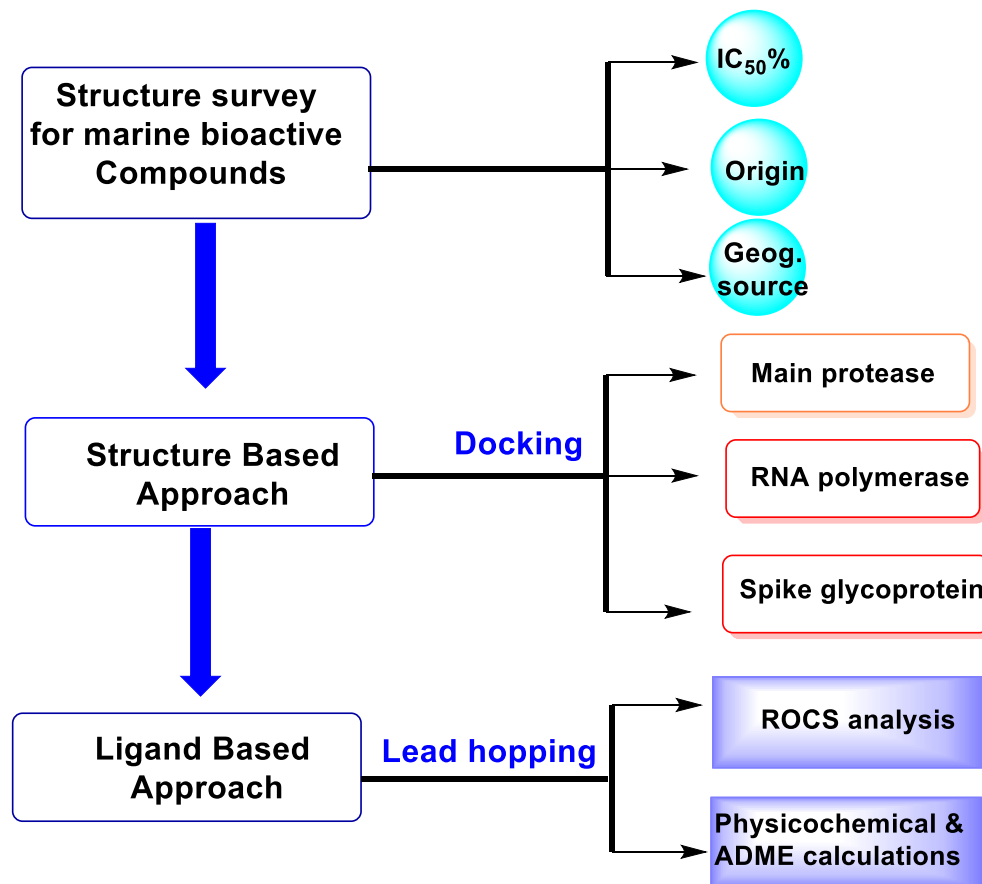 Structure survey
for marine bioactive
Compounds
IC₅₀%
Origin
Geog.
source
Structure Based
Approach
Docking
Main protease
RNA polymerase
Spike glycoprotein
Ligand Based
Approach
Lead hopping
ROCS analysis
Physicochemical &
ADME calculations